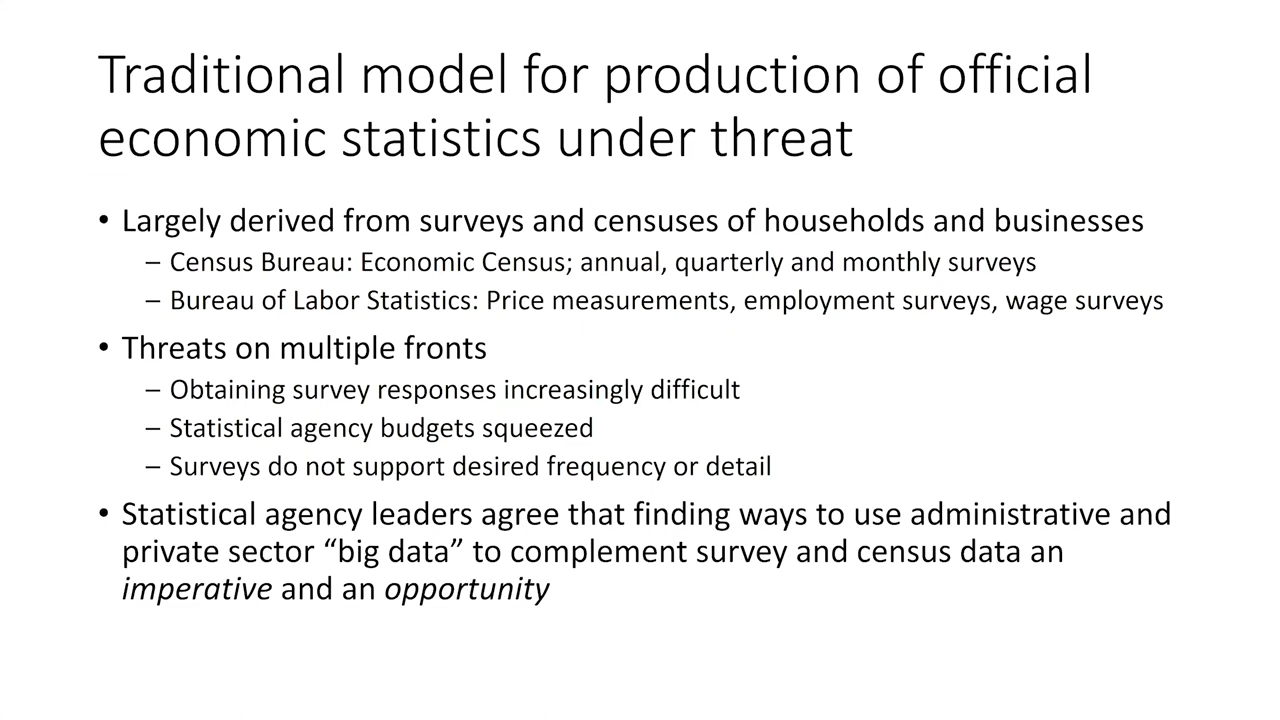 Traditional model for production of official
economic statistics under threat
• Largely derived from surveys and censuses of households and businesses
– Census Bureau: Economic Census; annual, quarterly and monthly surveys
– Bureau of Labor Statistics: Price measurements, employment surveys, wage surveys
• Threats on multiple fronts
– Obtaining survey responses increasingly difficult
– Statistical agency budgets squeezed
– Surveys do not support desired frequency or detail
• Statistical agency leaders agree that finding ways to use administrative and
private sector “big data” to complement survey and census data an
imperative and an opportunity